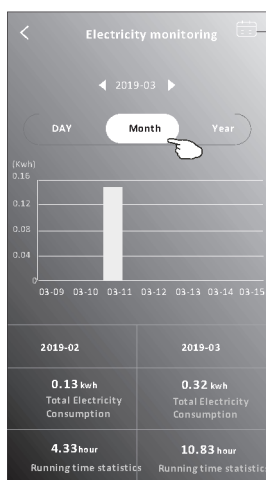 Electricity monitoring
2019-03
DAY Month Year
(Kwh)
0.16
0.12
0.08
0.04
0
03-09 03-10 03-11 03-12 03-13 03-14 03-15
2019-02 2019-03
0.13 kwh 0.32 kwh
Total Electricity Total Electricity
Consumption Consumption
4.33hour 10.83 hour
Running time statistics Running time statistic